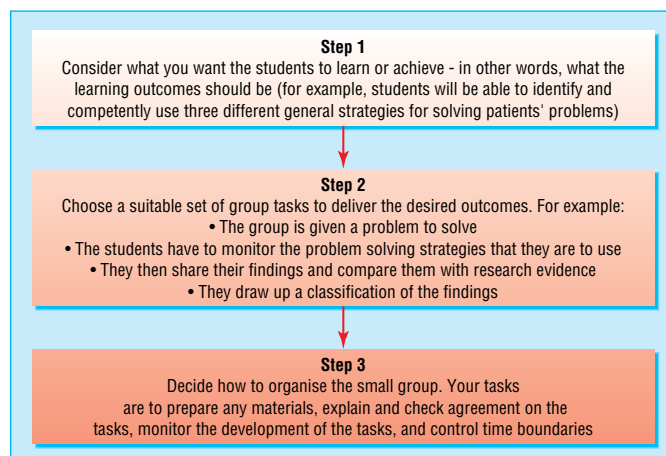 Step 1
Consider what you want the students to learn or achieve - in other words, what the
learning outcomes should be (for example, students will be able to identify and
competently use three different general strategies for solving patients' problems)
Step 2
Choose a suitable set of group tasks to deliver the desired outcomes. For example:
• The group is given a problem to solve
• The students have to monitor the problem solving strategies that they are to use
• They then share their findings and compare them with research evidence
• They draw up a classification of the findings
Step 3
Decide how to organise the small group. Your tasks
are to prepare any materials, explain and check agreement on the
tasks, monitor the development of the tasks, and control time boundaries